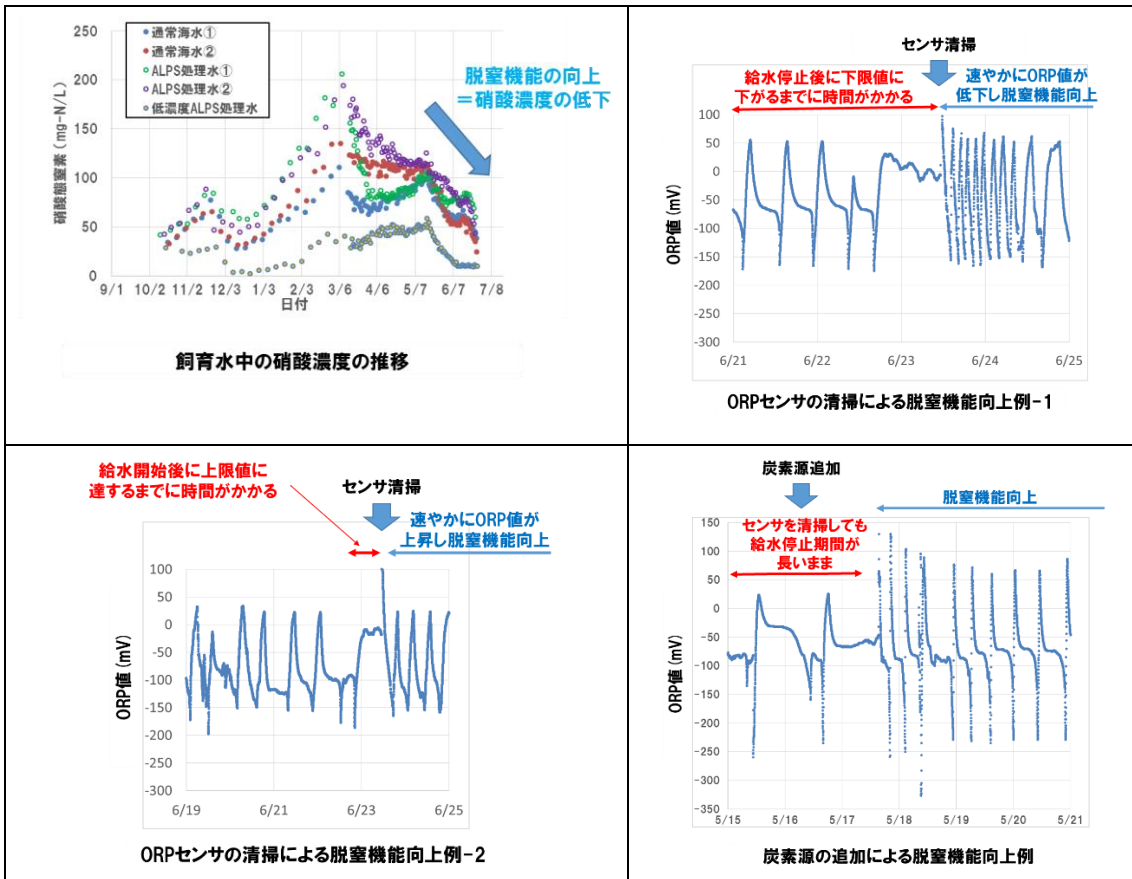 通常海水①
通常海水②
ALPS処理水①
ALPS処理水②
低濃度ALPS処理水
脱窒機能の向上
＝硝酸濃度の低下
硝酸態窒素 (mg-N/L)
250
200
150
100
50
0
9/1 10/2 11/2 12/3 1/3 2/3 3/6 4/6 5/7 6/7 7/8
日付
飼育水中の硝酸濃度の推移
センサ清掃
給水停止後に下限値に
下がるまでに時間がかかる
速やかにORP値が
低下し脱窒機能向上
ORP値 (mV)
100
50
0
-50
-100
-150
-200
-250
-300
6/21 6/22 6/23 6/24 6/25
ORPセンサの清掃による脱窒機能向上例-1
給水開始後に上限値に
達するまでに時間がかかる
センサ清掃
速やかにORP値が
上昇し脱窒機能向上
ORP値 (mV)
100
50
0
-50
-100
-150
-200
-250
-300
6/19 6/21 6/23 6/25
ORPセンサの清掃による脱窒機能向上例-2
炭素源追加
脱窒機能向上
センサを清掃しても
給水停止期間が
長いまま
ORP値 (mV)
150
100
50
0
-50
-100
-150
-200
-250
-300
-350
5/15 5/16 5/17 5/18 5/19 5/20 5/21
炭素源の追加による脱窒機能向上例